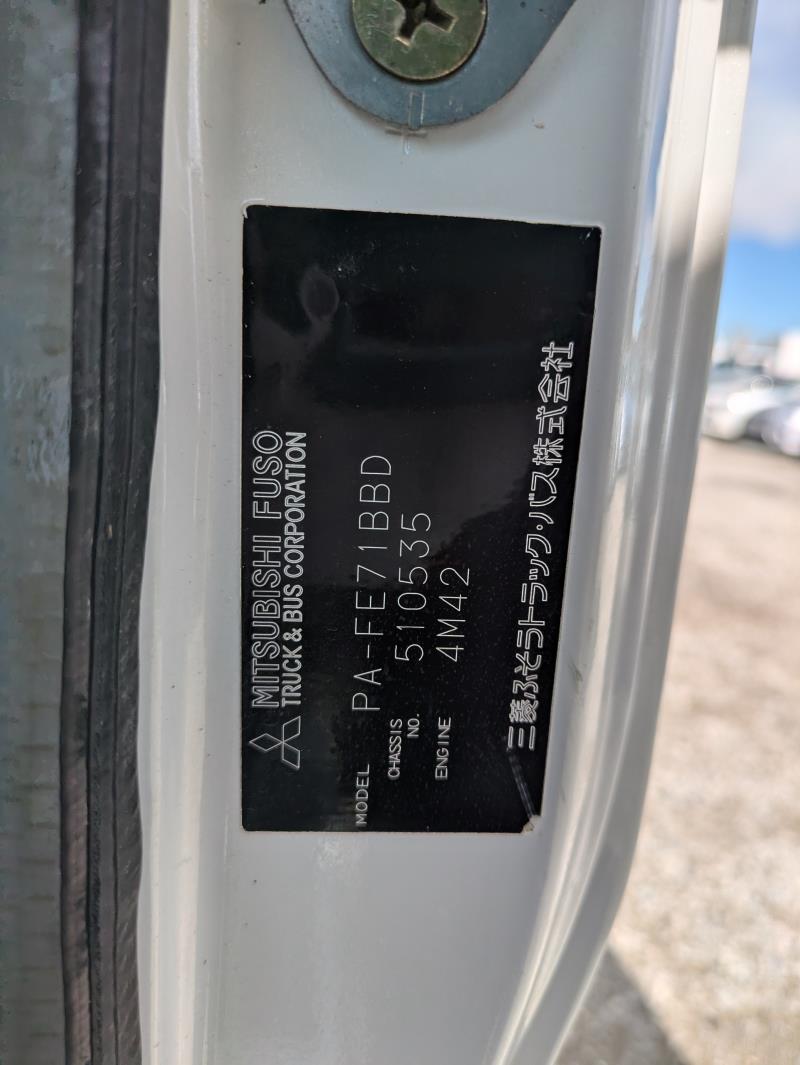 MITSUBISHI FUSO
TRUCK & BUS CORPORATION
MODEL PA-FE71BBD
CHASSIS NO. 510535
ENGINE 4M42
三菱ふそうトラック・バス株式会社